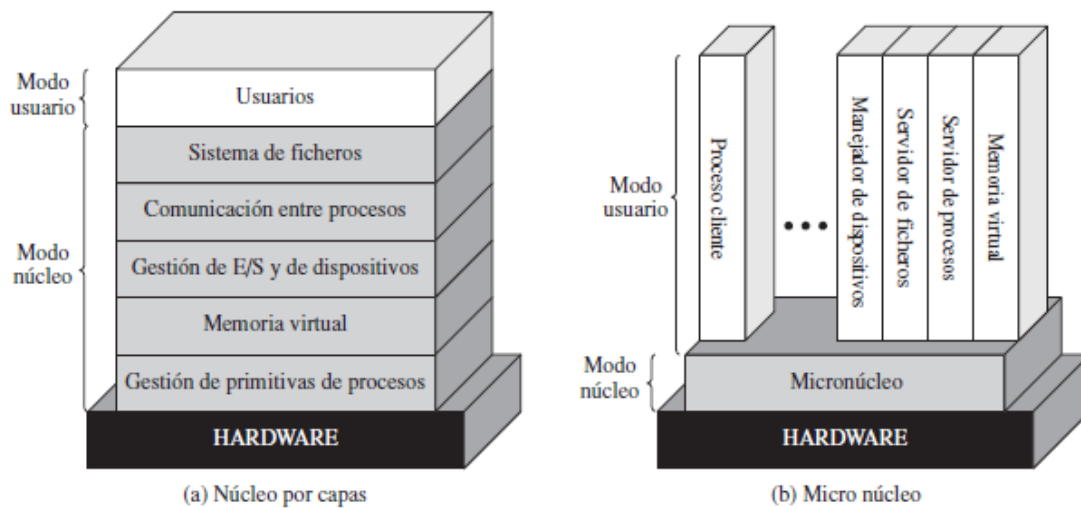 Modo
usuario
Usuarios
Sistema de ficheros
Comunicación entre procesos
Modo
núcleo
Gestión de E/S y de dispositivos
Memoria virtual
Gestión de primitivas de procesos
HARDWARE
(a) Núcleo por capas
Modo
usuario
Proceso cliente
Manejador de dispositivos
Servidor de ficheros
Servidor de procesos
Memoria virtual
Modo
núcleo
Micronúcleo
HARDWARE
(b) Micro núcleo